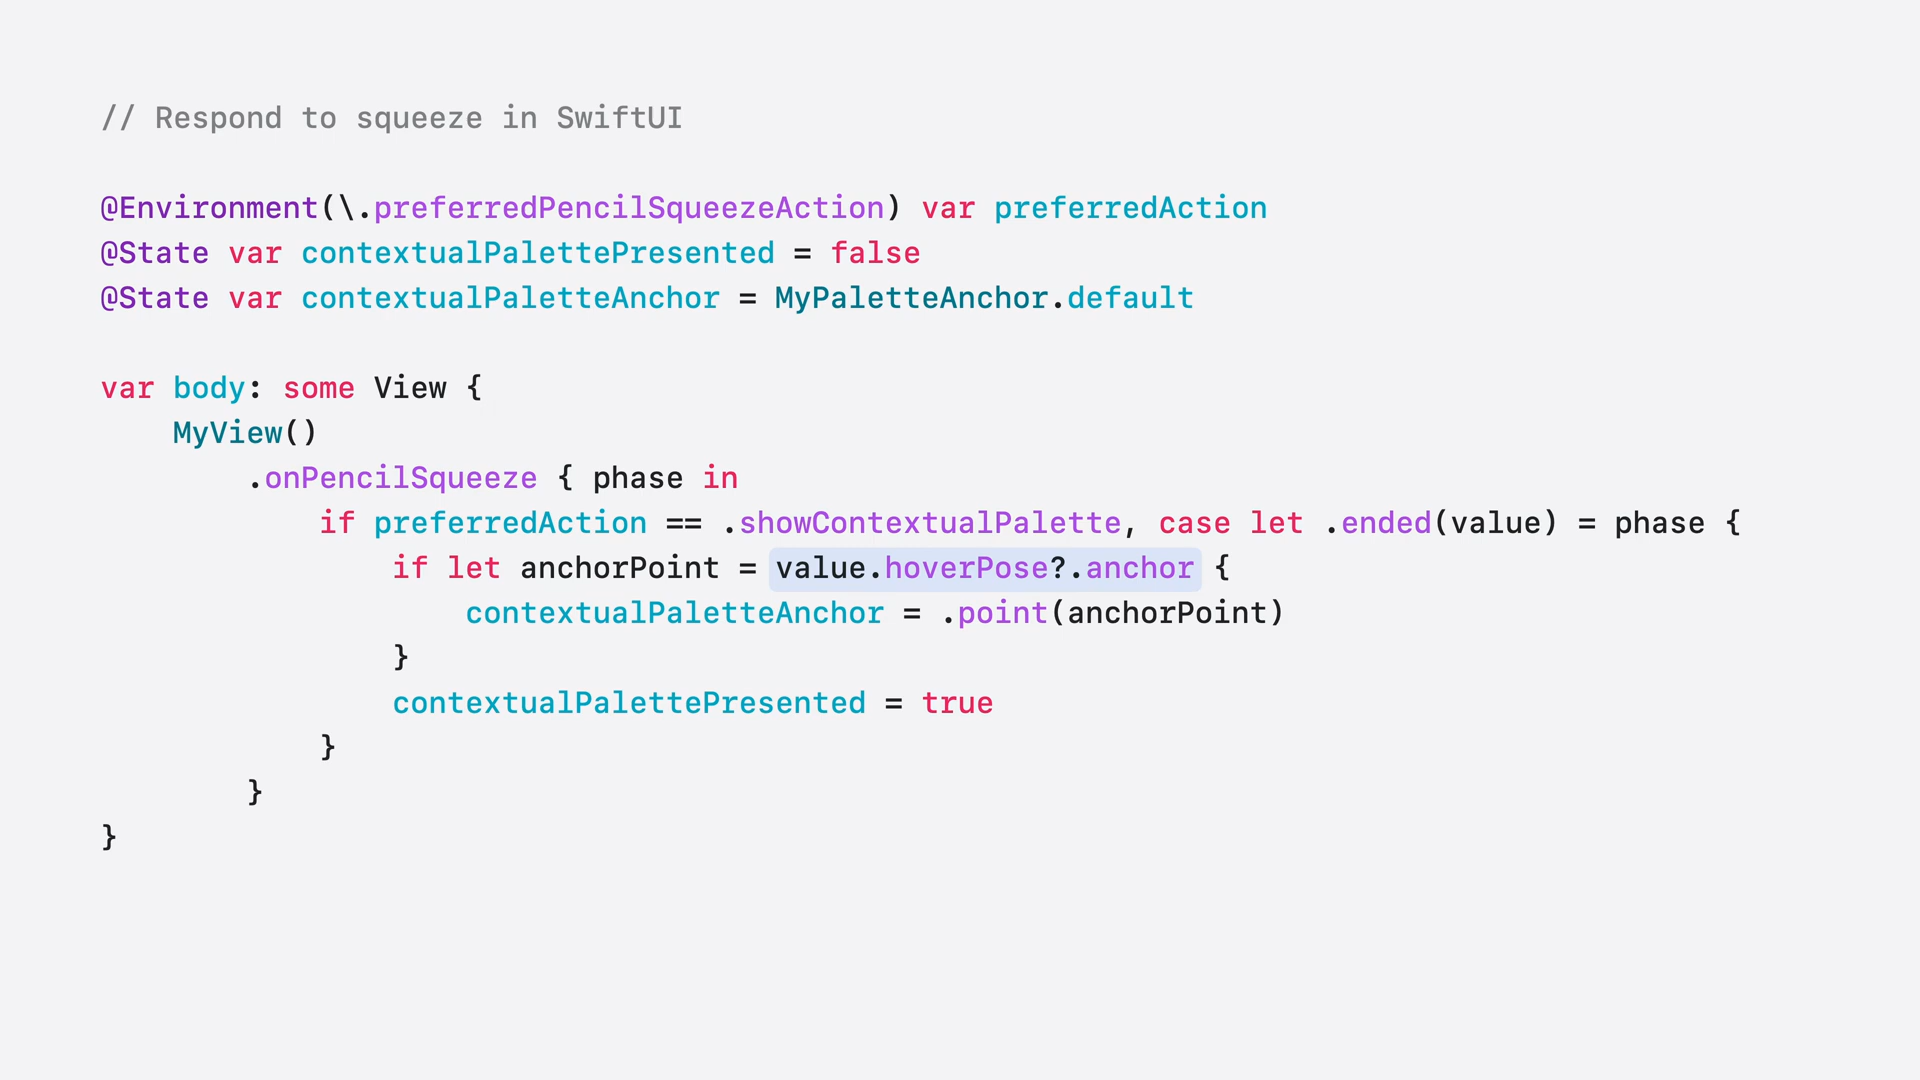 // Respond to squeeze in SwiftUI

@Environment(\.preferredPencilSqueezeAction) var preferredAction
@State var contextualPalettePresented = false
@State var contextualPaletteAnchor = MyPaletteAnchor.default

var body: some View {
    MyView()
        .onPencilSqueeze { phase in
            if preferredAction == .showContextualPalette, case let .ended(value) = phase {
                if let anchorPoint = value.hoverPose?.anchor {
                    contextualPaletteAnchor = .point(anchorPoint)
                }
                contextualPalettePresented = true
            }
        }
}